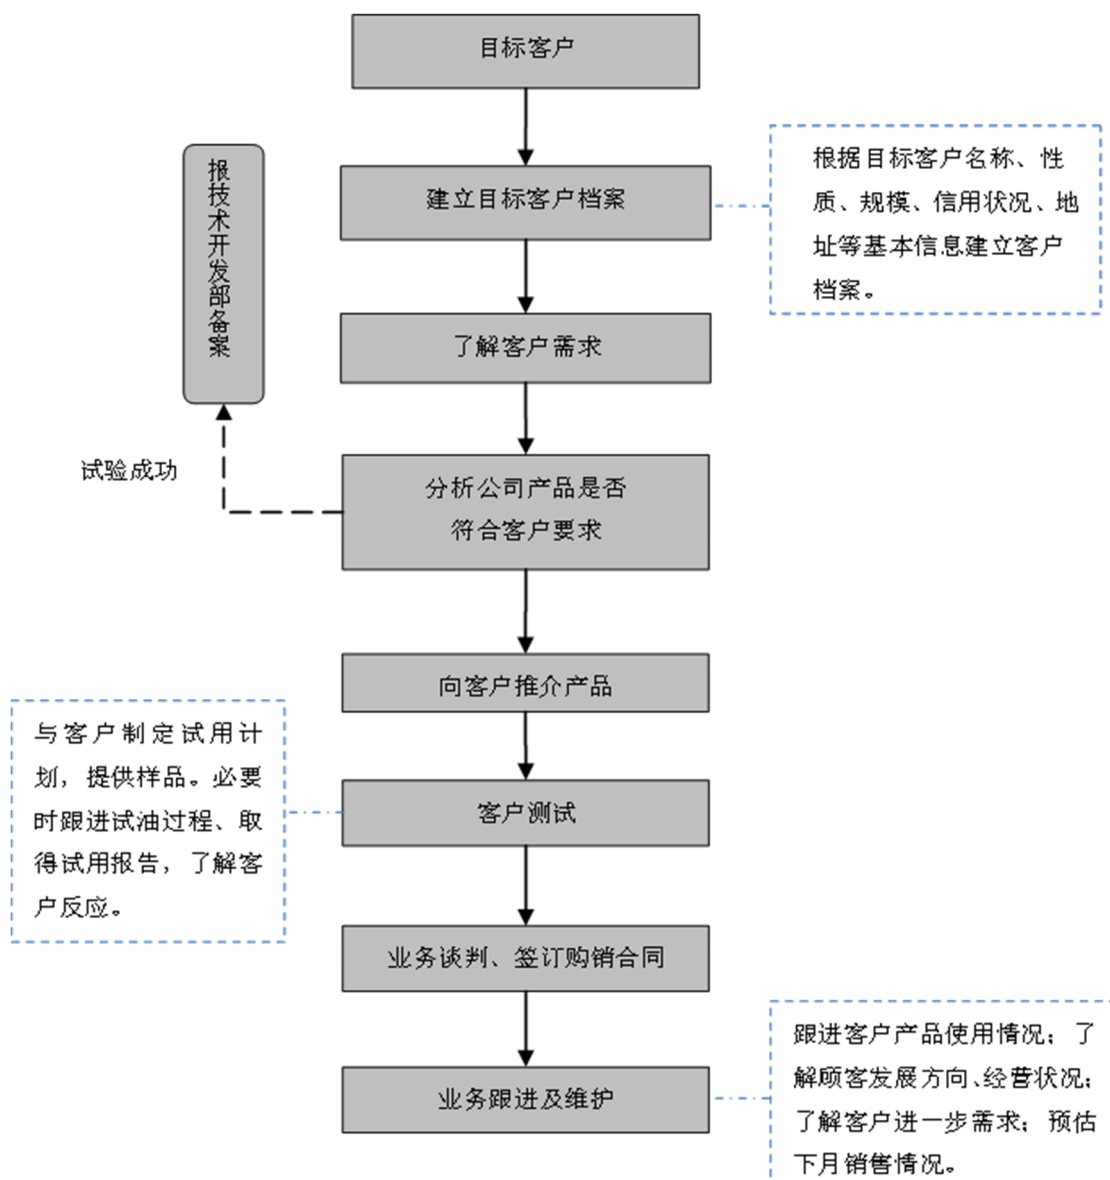 目标客户
建立目标客户档案
根据目标客户名称、性
质、规模、信用状况、地
址等基本信息建立客户
档案。
报技术开发部备案
了解客户需求
试验成功
分析公司产品是否
符合客户要求
向客户推介产品
与客户制定试用计
划，提供样品。必要
时跟进试油过程、取
得试用报告，了解客
户反应。
客户测试
业务谈判、签订购销合同
业务跟进及维护
跟进客户产品使用情况；了
解顾客发展方向、经营状况；
了解客户进一步需求；预估
下月销售情况。